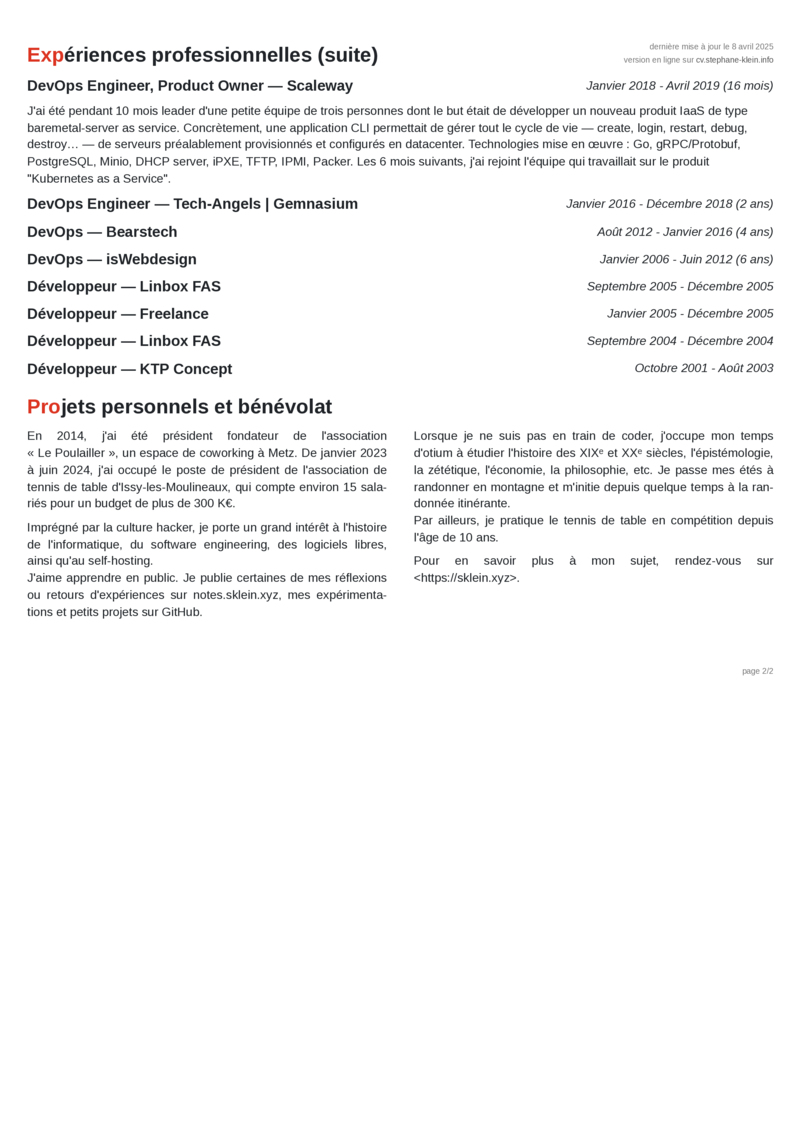 Expériences professionnelles (suite)
dernière mise à jour le 8 avril 2025
version en ligne sur cv.stephane-klein.info
DevOps Engineer, Product Owner — Scaleway
Janvier 2018 - Avril 2019 (16 mois)
J'ai été pendant 10 mois leader d'une petite équipe de trois personnes dont le but était de développer un nouveau produit IaaS de type
baremetal-server as service. Concrètement, une application CLI permettait de gérer tout le cycle de vie — create, login, restart, debug,
destroy… — de serveurs préalablement provisionnés et configurés en datacenter. Technologies mise en œuvre : Go, gRPC/Protobuf,
PostgreSQL, Minio, DHCP server, iPXE, TFTP, IPMI, Packer. Les 6 mois suivants, j'ai rejoint l'équipe qui travaillait sur le produit
"Kubernetes as a Service".
DevOps Engineer — Tech-Angels | Gemnasium
Janvier 2016 - Décembre 2018 (2 ans)
DevOps — Bearstech
Août 2012 - Janvier 2016 (4 ans)
DevOps — isWebdesign
Janvier 2006 - Juin 2012 (6 ans)
Développeur — Linbox FAS
Septembre 2005 - Décembre 2005
Développeur — Freelance
Janvier 2005 - Décembre 2005
Développeur — Linbox FAS
Septembre 2004 - Décembre 2004
Développeur — KTP Concept
Octobre 2001 - Août 2003
Projets personnels et bénévolat
En 2014, j'ai été président fondateur de l'association
« Le Poulailler », un espace de coworking à Metz. De janvier 2023
à juin 2024, j'ai occupé le poste de président de l'association de
tennis de table d'Issy-les-Moulineaux, qui compte environ 15 sala-
riés pour un budget de plus de 300 K€.
Imprégné par la culture hacker, je porte un grand intérêt à l'histoire
de l'informatique, du software engineering, des logiciels libres,
ainsi qu'au self-hosting.
J'aime apprendre en public. Je publie certaines de mes réflexions
ou retours d'expériences sur notes.sklein.xyz, mes expérimenta-
tions et petits projets sur GitHub.
Lorsque je ne suis pas en train de coder, j'occupe mon temps
d'otium à étudier l'histoire des XIXᵉ et XXᵉ siècles, l'épistémologie,
la zététique, l'économie, la philosophie, etc. Je passe mes étés à
randonner en montagne et m'initie depuis quelque temps à la ran-
donnée itinérante.
Par ailleurs, je pratique le tennis de table en compétition depuis
l'âge de 10 ans.
Pour en savoir plus à mon sujet, rendez-vous sur
<https://sklein.xyz>.
page 2/2